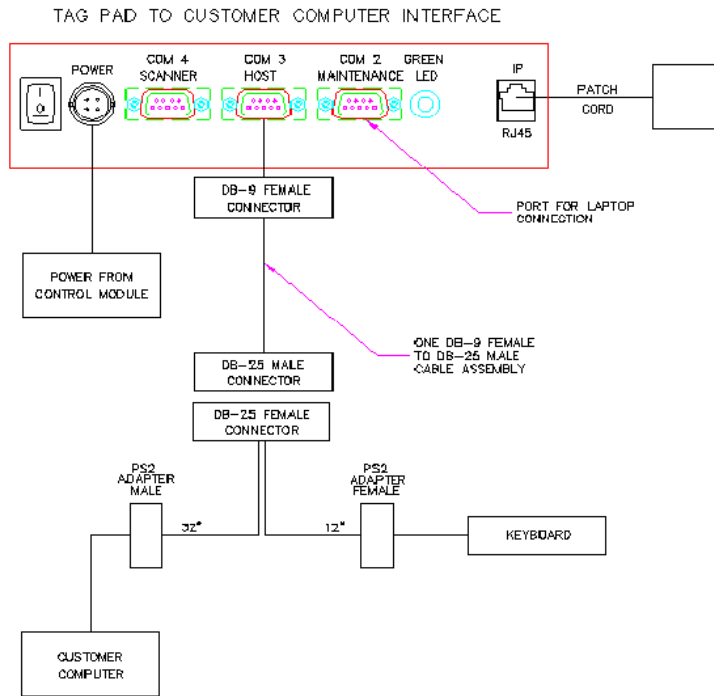 TAG PAD TO CUSTOMER COMPUTER INTERFACE
POWER
COM 4
SCANNER
COM 3
HOST
COM 2
MAINTENANCE
GREEN
LED
IP
RJ45
PATCH
CORD
DB-9 FEMALE
CONNECTOR
PORT FOR LAPTOP
CONNECTION
POWER FROM
CONTROL MODULE
ONE DB-9 FEMALE
TO DB-25 MALE
CABLE ASSEMBLY
DB-25 MALE
CONNECTOR
DB-25 FEMALE
CONNECTOR
PS2
ADAPTER
MALE
PS2
ADAPTER
FEMALE
32"
12"
KEYBOARD
CUSTOMER
COMPUTER